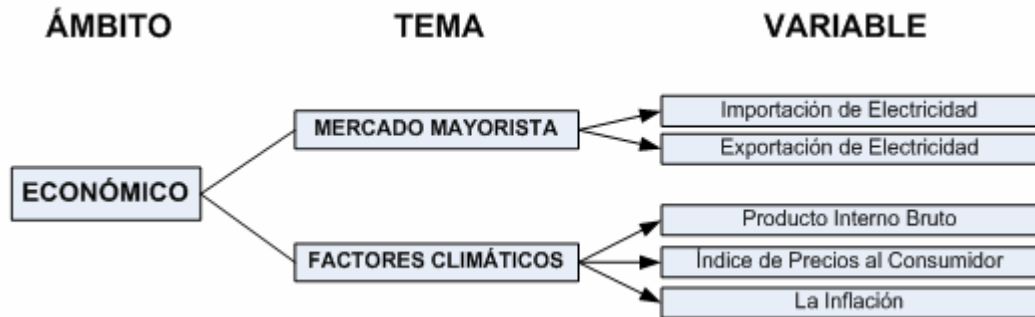 ÁMBITO TEMA VARIABLE
ECONÓMICO
MERCADO MAYORISTA
Importación de Electricidad
Exportación de Electricidad
FACTORES CLIMÁTICOS
Producto Interno Bruto
Índice de Precios al Consumidor
La Inflación